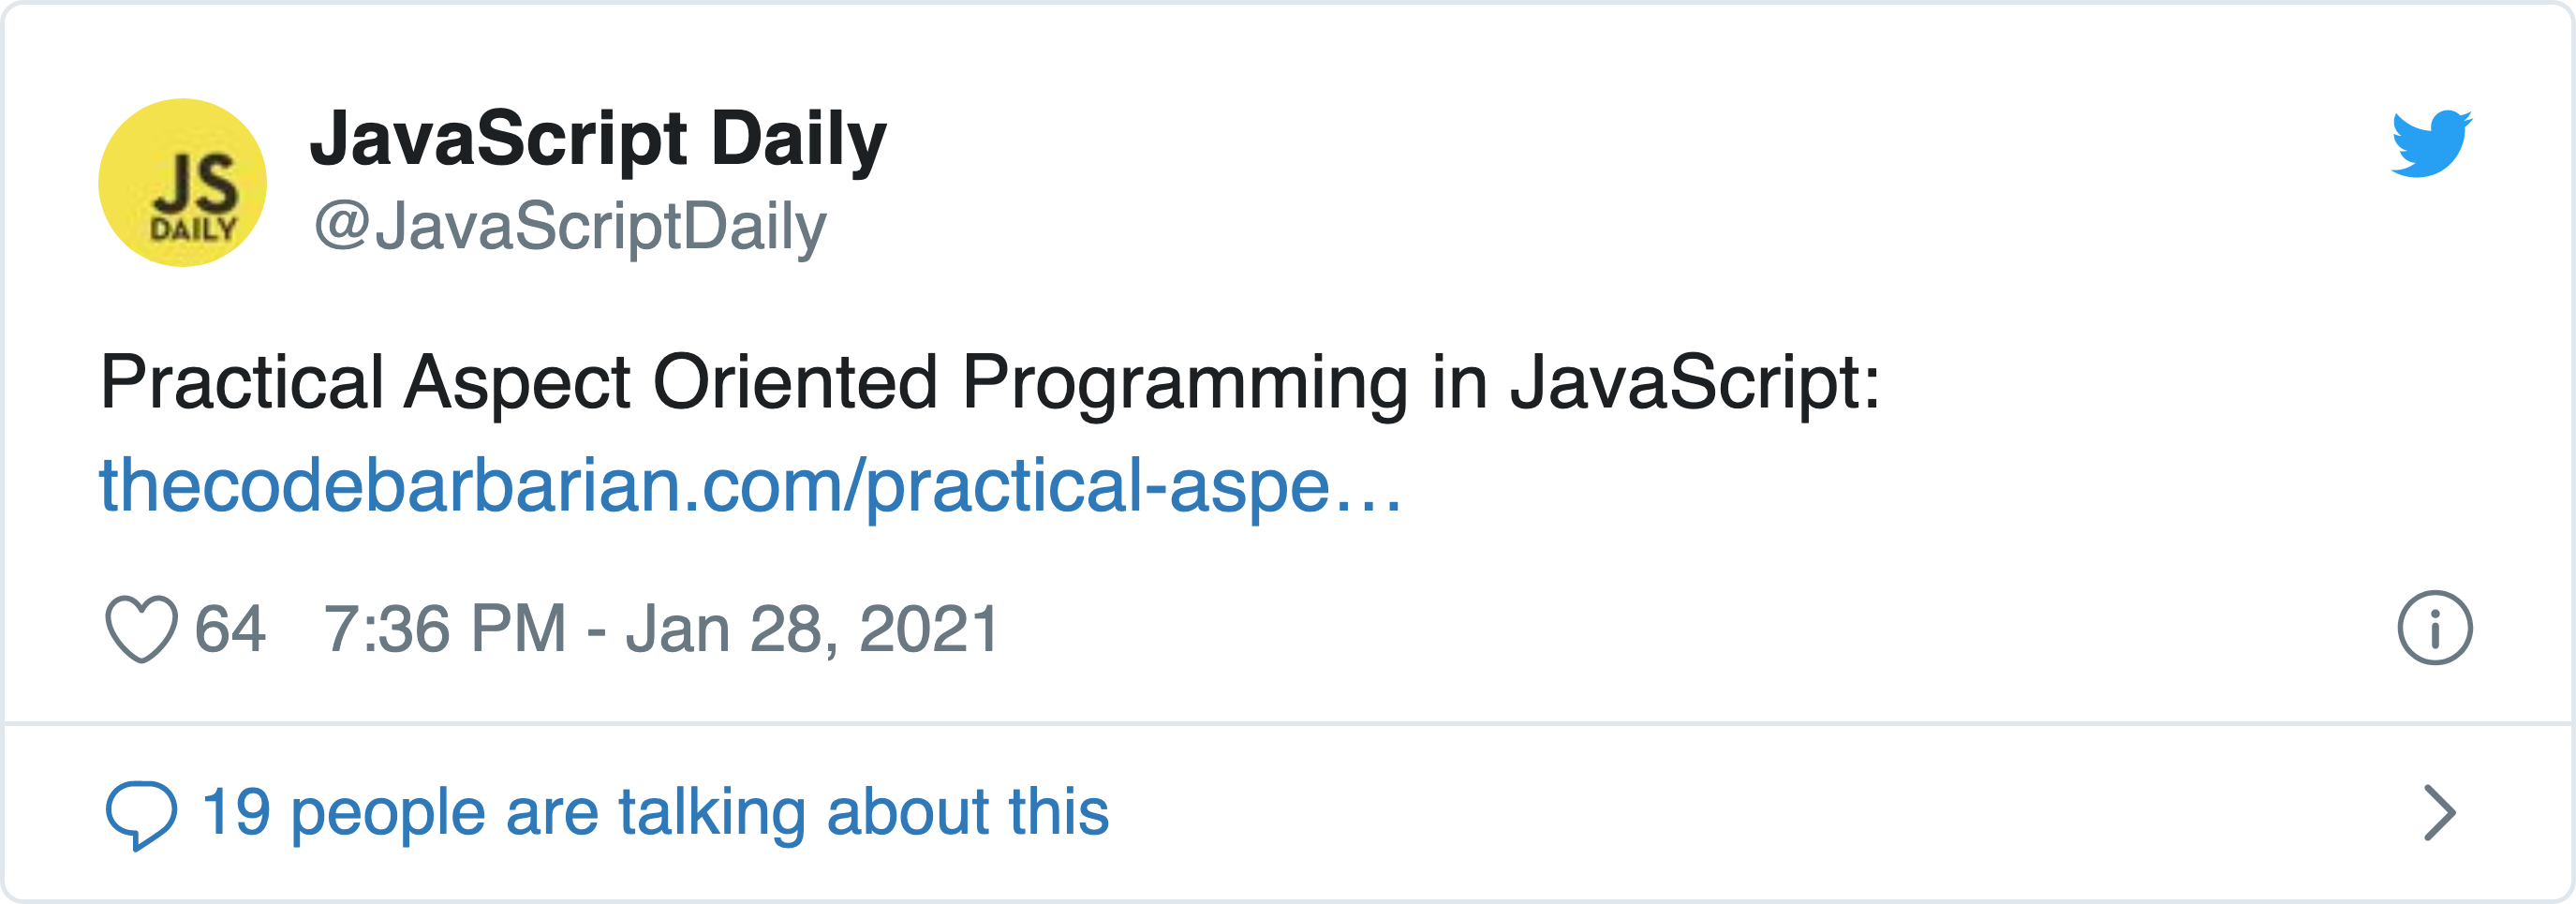 JS
DAILY
JavaScript Daily
@JavaScriptDaily
Practical Aspect Oriented Programming in JavaScript:
thecodebarbarian.com/practical-aspe…
64 7:36 PM - Jan 28, 2021
19 people are talking about this